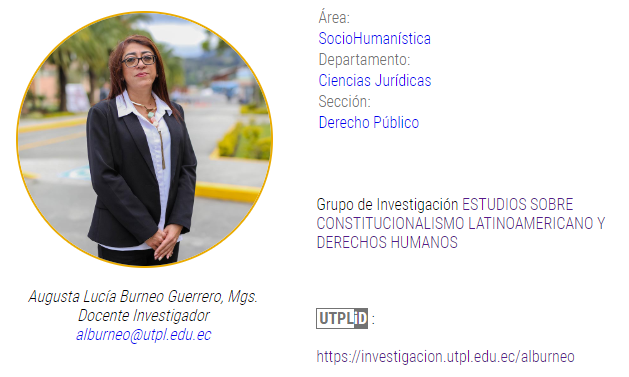 Área:
SocioHumanística
Departamento:
Ciencias Jurídicas
Sección:
Derecho Público
Grupo de Investigación ESTUDIOS SOBRE
CONSTITUCIONALISMO LATINOAMERICANO Y
DERECHOS HUMANOS
Augusta Lucía Burneo Guerrero, Mgs.
Docente Investigador
alburneo@utpl.edu.ec
UTPLiD :
https://investigacion.utpl.edu.ec/alburneo